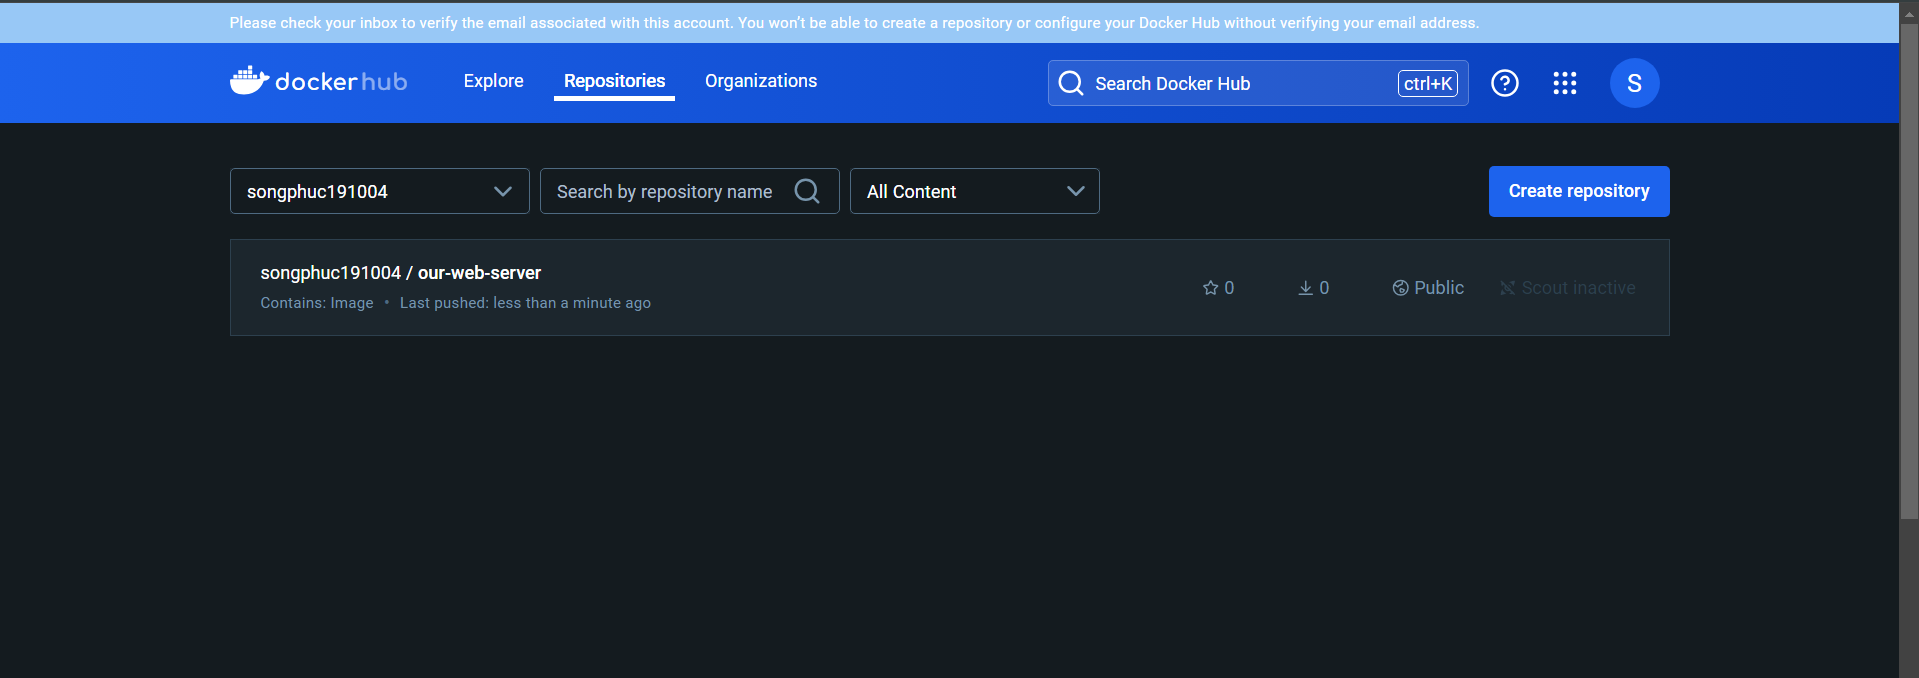 Please check your inbox to verify the email associated with this account. You won’t be able to create a repository or configure your Docker Hub without verifying your email address.
dockerhub Explore Repositories Organizations Search Docker Hub ctrl+K S
songphuc191004 Search by repository name All Content Create repository
songphuc191004 / our-web-server
Contains: Image • Last pushed: less than a minute ago
0 0 Public Scout inactive